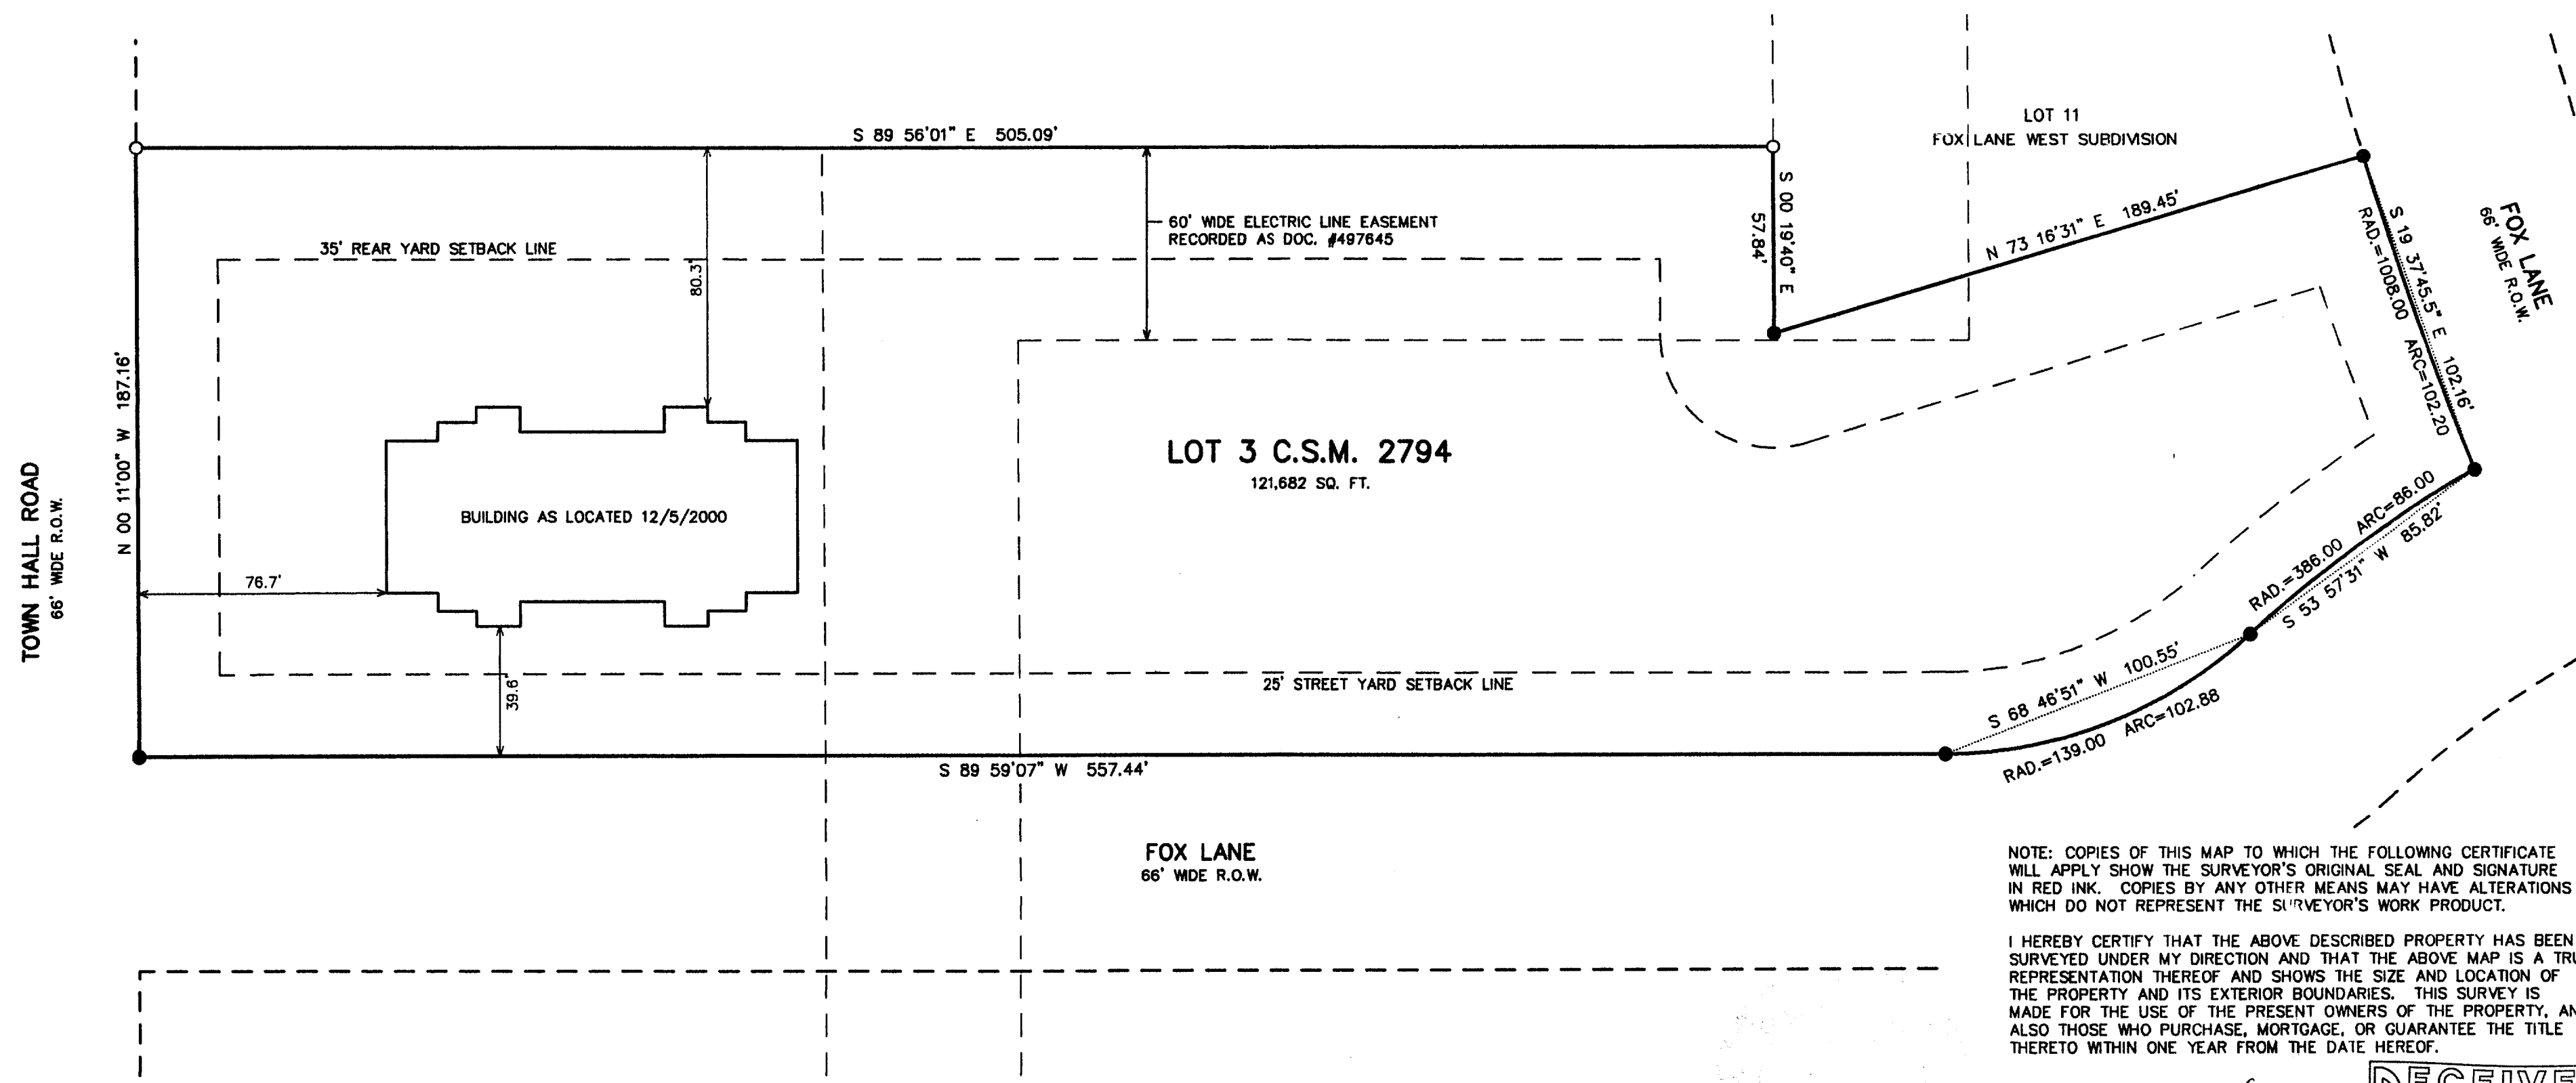 S 89 56'01" E 505.09'
LOT 11
FOX LANE WEST SUBDIVISION
60' WIDE ELECTRIC LINE EASEMENT
RECORDED AS DOC. #497645
35' REAR YARD SETBACK LINE
80.3'
S 00 19'40" E
57.84'
N 73 16'31" E 189.45'
S 19 37'45.5" E 102.16'
RAD.=1008.00 ARC=102.20
FOX LANE
66' WIDE R.O.W.
N 00 11'00" W 187.16'
TOWN HALL ROAD
66' WIDE R.O.W.
LOT 3 C.S.M. 2794
121,682 SQ. FT.
BUILDING AS LOCATED 12/5/2000
76.7'
39.6'
RAD.=386.00 ARC=86.00
S 53 57'31" W 85.82'
S 68 46'51" W 100.55'
RAD.=139.00 ARC=102.88
25' STREET YARD SETBACK LINE
S 89 59'07" W 557.44'
FOX LANE
66' WIDE R.O.W.
NOTE: COPIES OF THIS MAP TO WHICH THE FOLLOWING CERTIFICATE
WILL APPLY SHOW THE SURVEYOR'S ORIGINAL SEAL AND SIGNATURE
IN RED INK. COPIES BY ANY OTHER MEANS MAY HAVE ALTERATIONS
WHICH DO NOT REPRESENT THE SURVEYOR'S WORK PRODUCT.
I HEREBY CERTIFY THAT THE ABOVE DESCRIBED PROPERTY HAS BEEN
SURVEYED UNDER MY DIRECTION AND THAT THE ABOVE MAP IS A TRU
REPRESENTATION THEREOF AND SHOWS THE SIZE AND LOCATION OF
THE PROPERTY AND ITS EXTERIOR BOUNDARIES. THIS SURVEY IS
MADE FOR THE USE OF THE PRESENT OWNERS OF THE PROPERTY, AN
ALSO THOSE WHO PURCHASE, MORTGAGE, OR GUARANTEE THE TITLE
THERETO WITHIN ONE YEAR FROM THE DATE HEREOF.